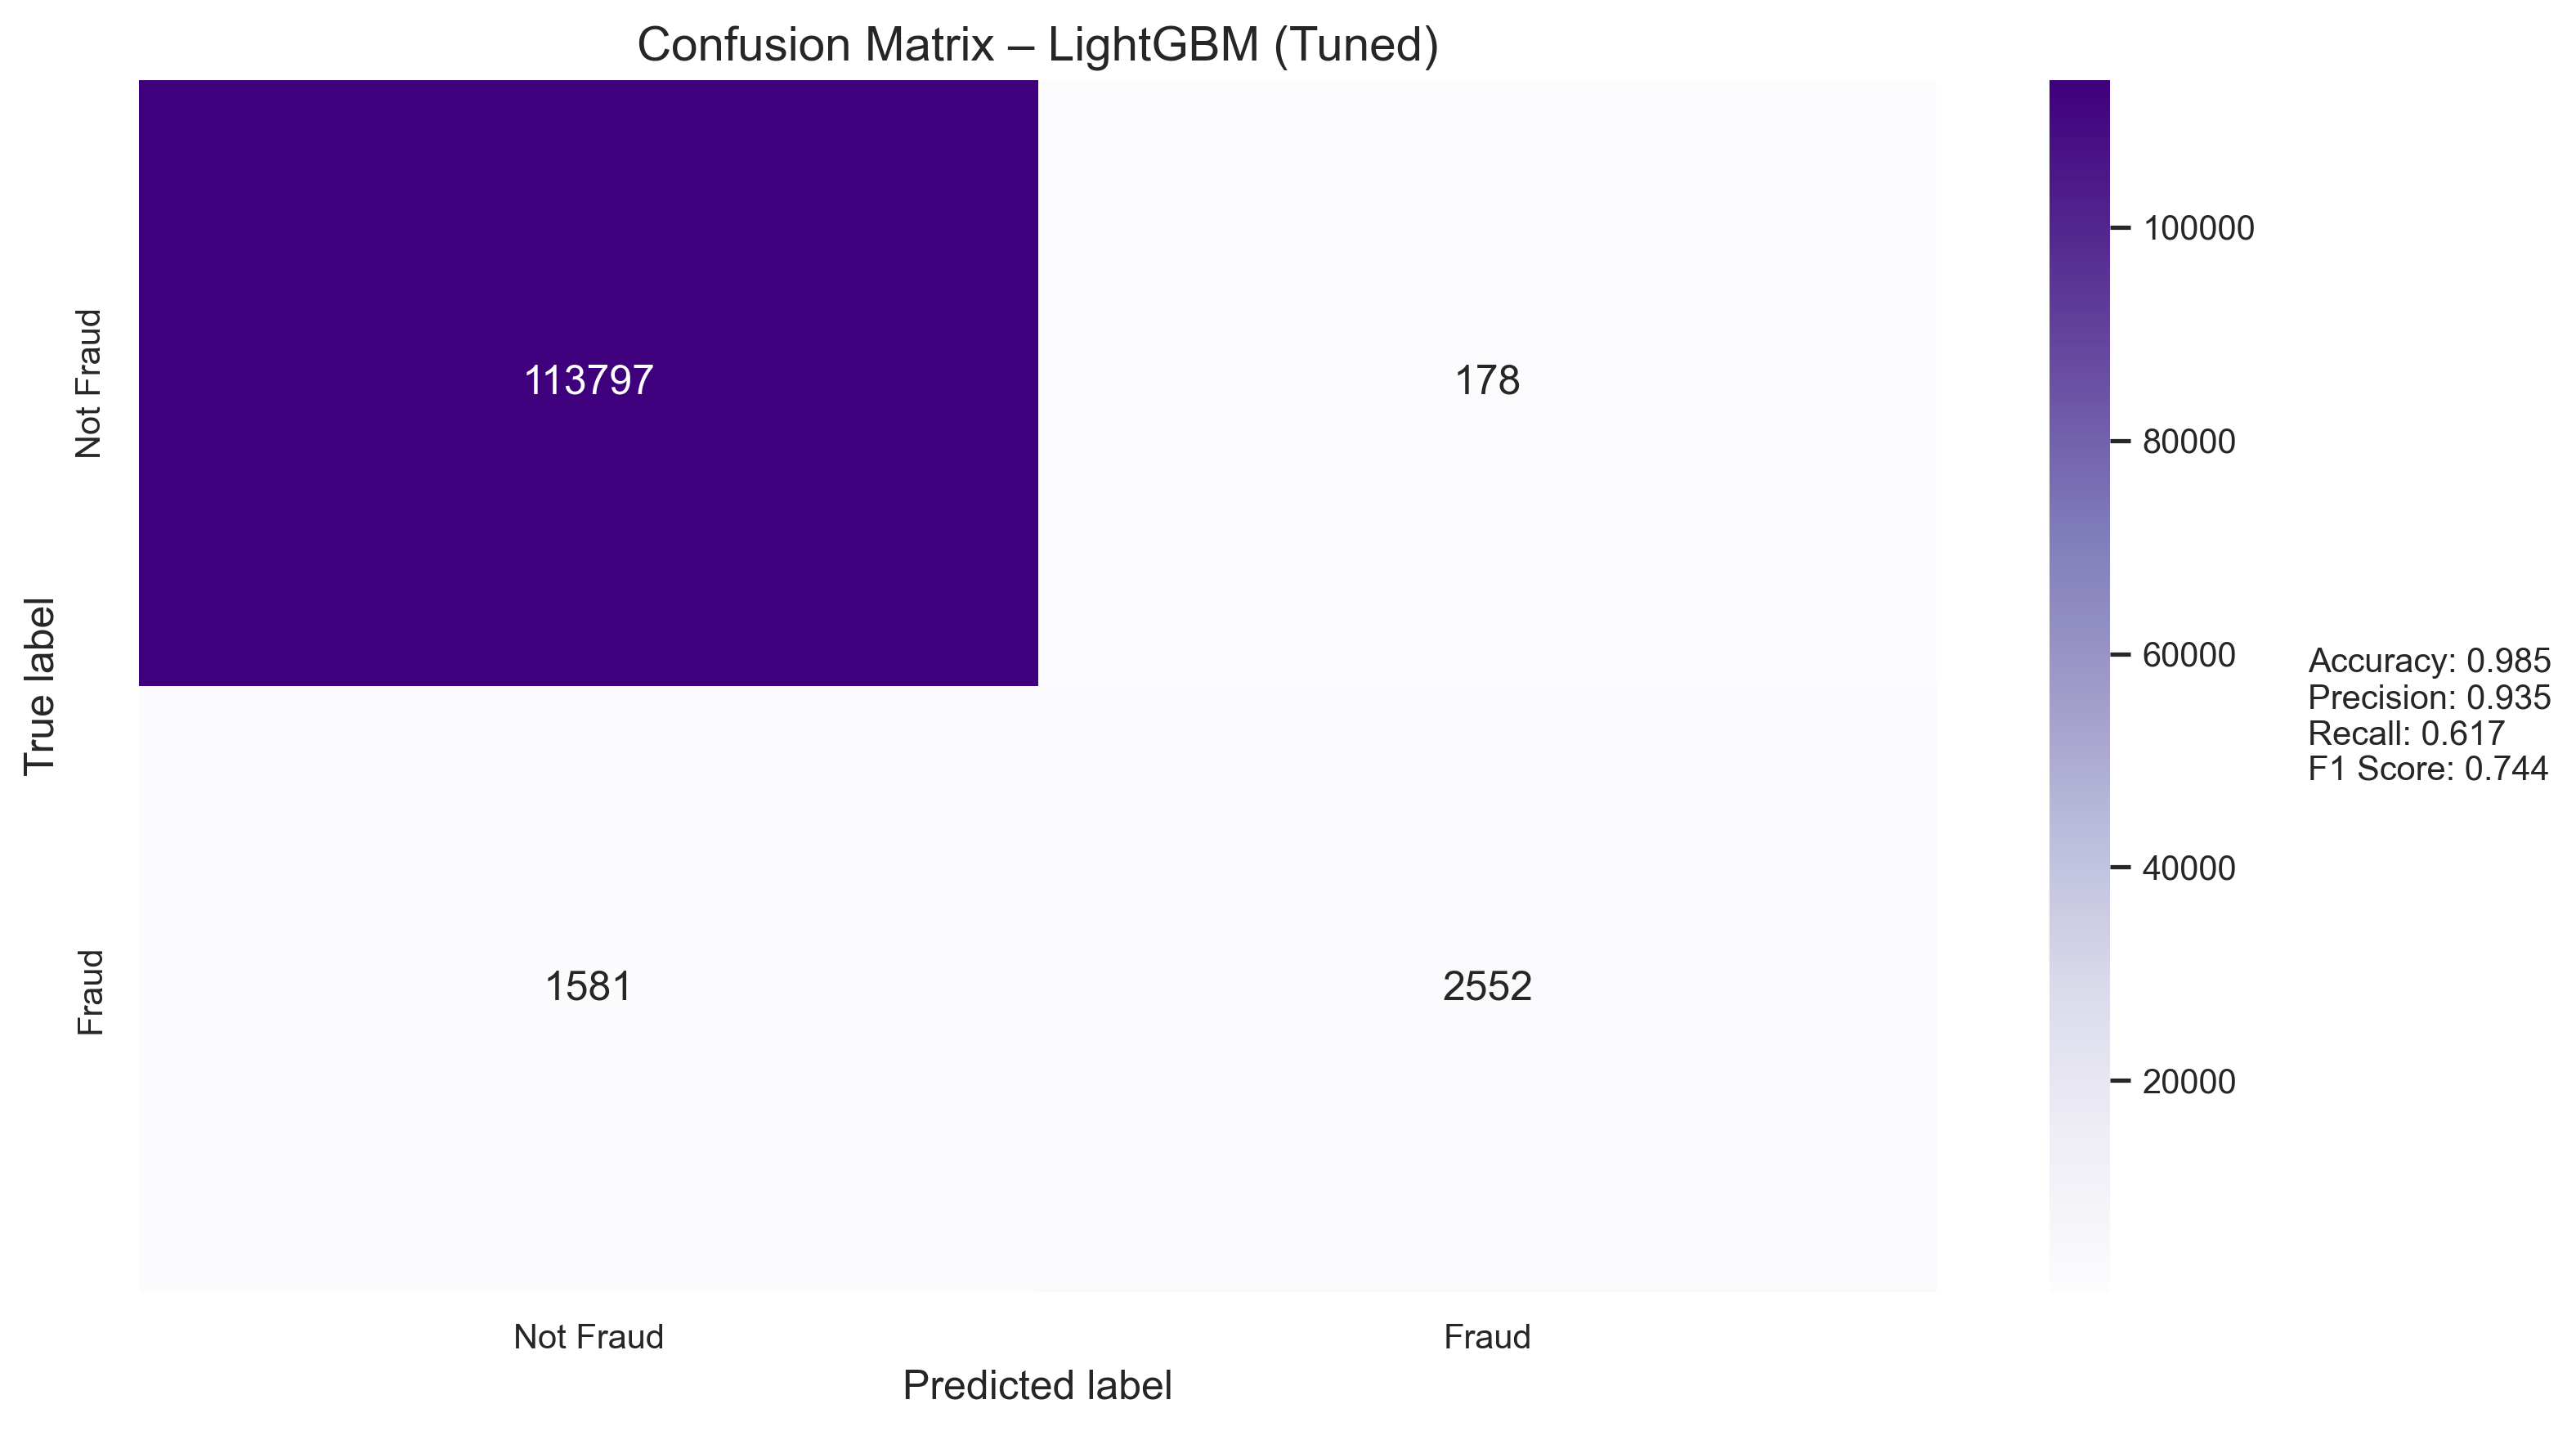 Confusion Matrix – LightGBM (Tuned)
True label
Not Fraud
Fraud
113797
178
1581
2552
Not Fraud
Fraud
Predicted label
100000
80000
60000
40000
20000
Accuracy: 0.985
Precision: 0.935
Recall: 0.617
F1 Score: 0.744